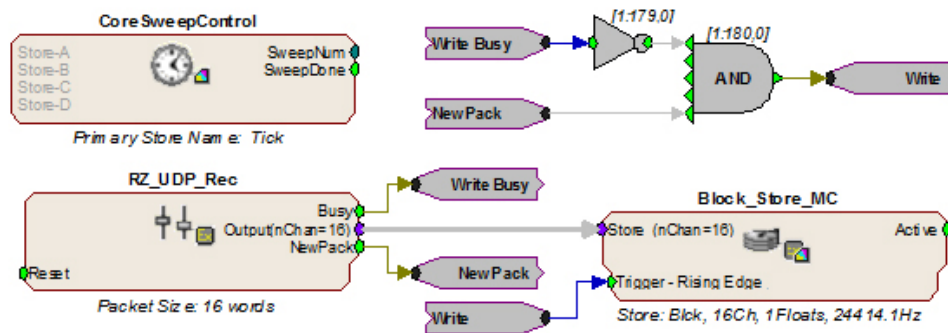 CoreSweepControl
Store-A
Store-B
Store-C
Store-D
SweepNum
SweepDone
Primary Store Name: Tick
Write Busy
[1:179,0]
[1:180,0]
AND
Write
NewPack
RZ_UDP_Rec
Busy
Output(nChan=16)
NewPack
Reset
Packet Size: 16 words
Write Busy
NewPack
Write
Block_Store_MC
Store (nChan=16)
Active
Trigger - Rising Edge
Store: Blck, 16Ch, 1Floats, 24414.1Hz